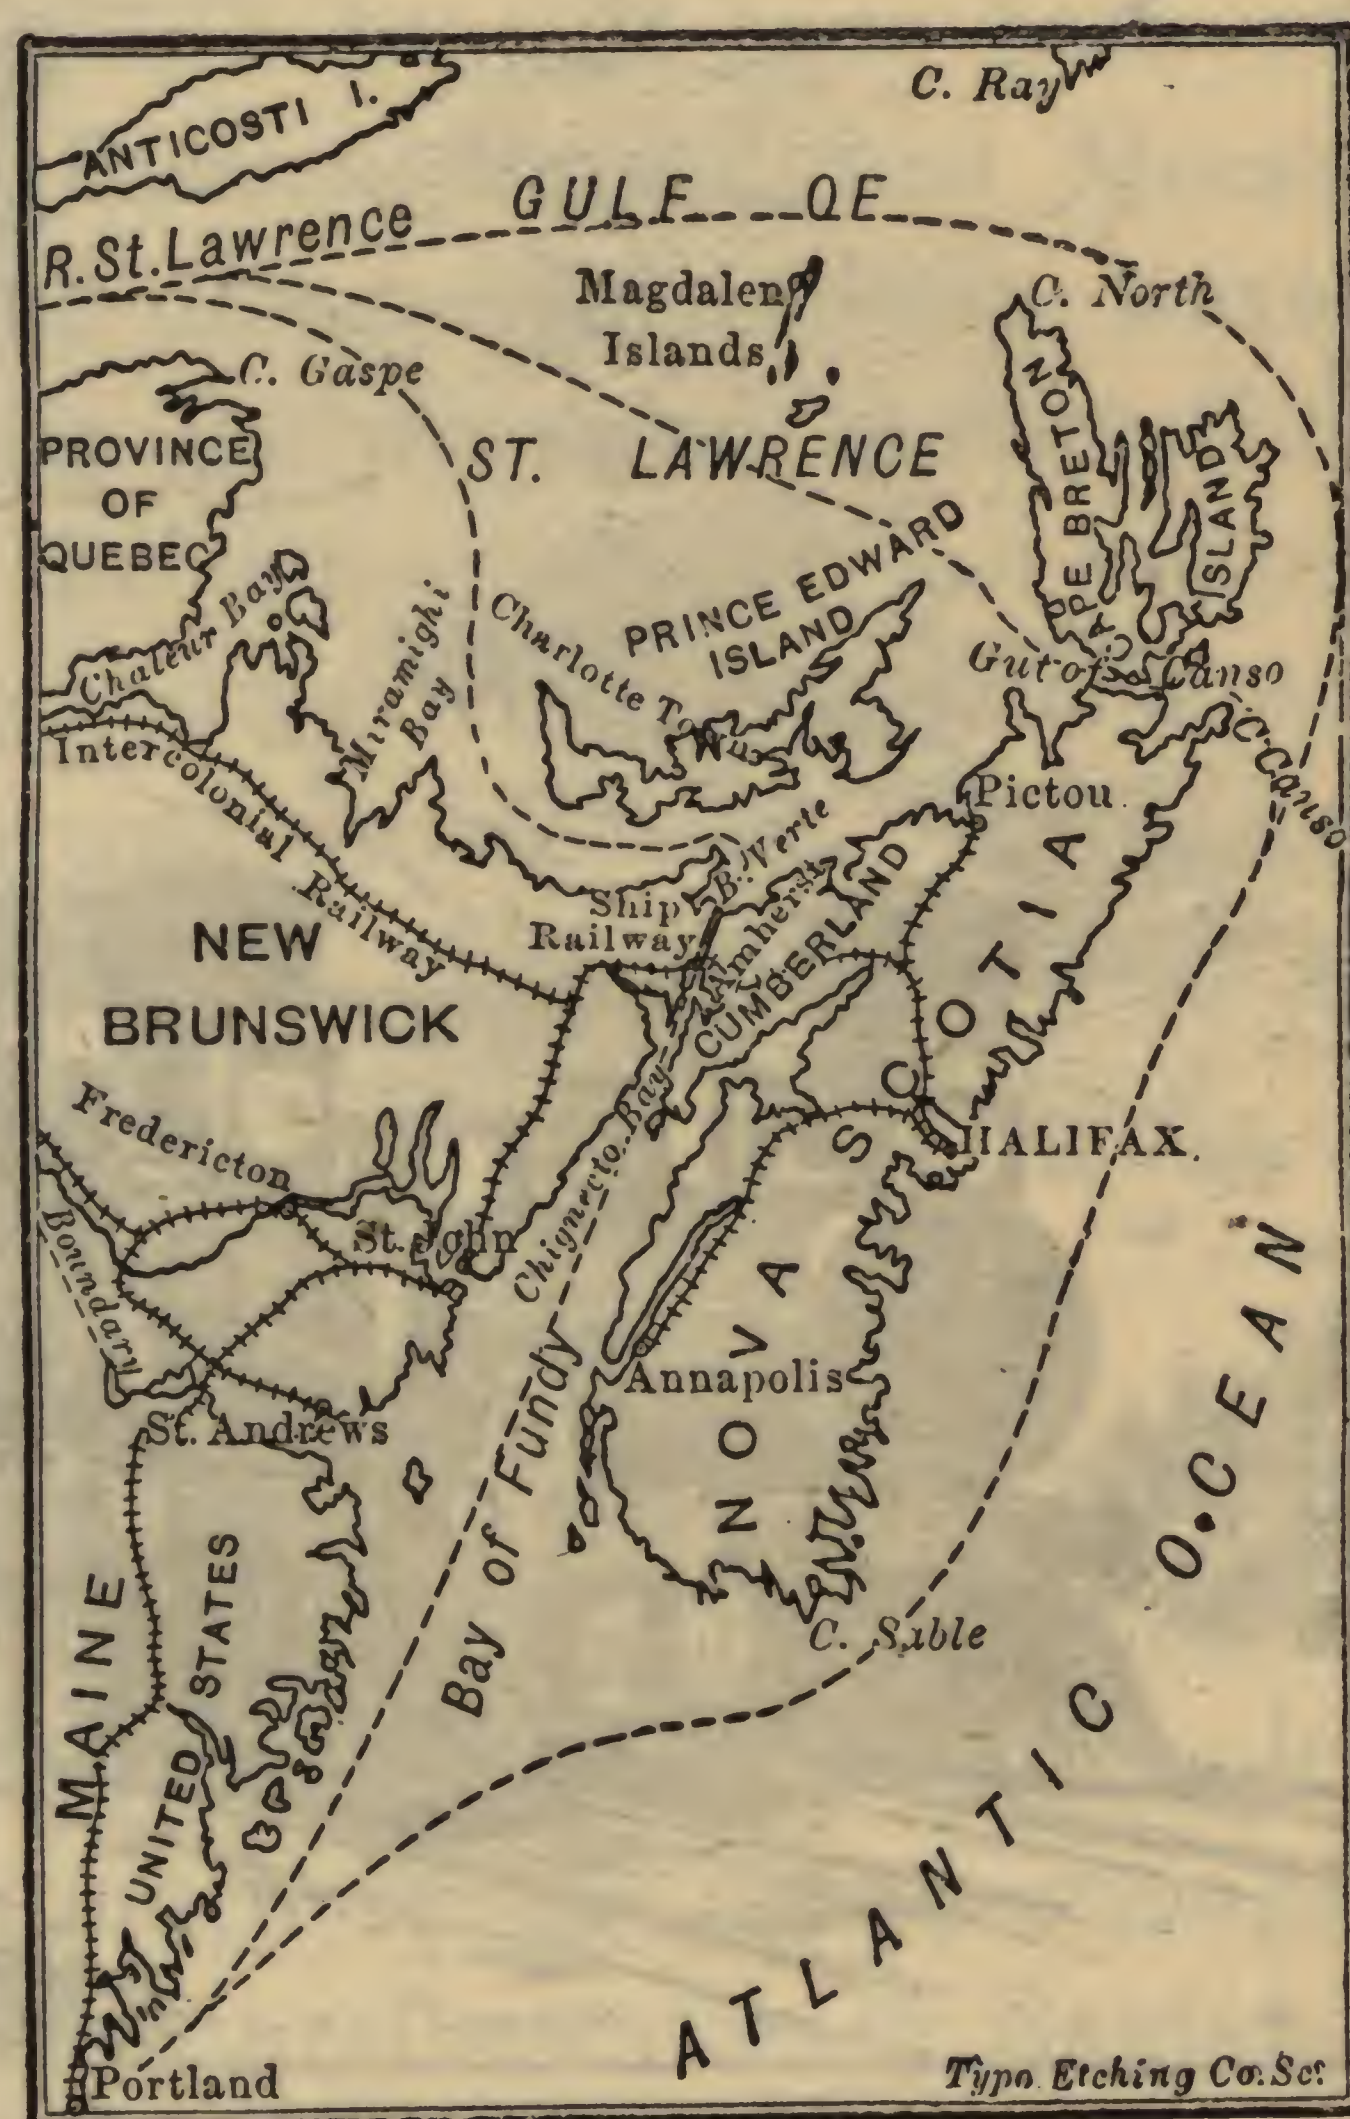 C. Ray
ANTICOSTI I.
GULF OF
R. St. Lawrence
Magdalen
Islands
C. North
C. Gaspe
PROVINCE
OF
QUEBEC
ST. LAWRENCE
CAPE BRETON
ISLAND
PRINCE EDWARD
ISLAND
Chaleur Bay
Miramighi
Bay
Charlotte Town
Gut of Canso
C. Canso
Intercolonial
Railway
Pictou
B. Verte
Ship
Railway
Amherst
CUMBERLAND
NEW
BRUNSWICK
NOVA SCOTIA
Fredericton
HALIFAX.
Chignecto Bay
St. John
Boundary
Annapolis
St. Andrews
Bay of Fundy
C. Sable
MAINE
UNITED STATES
ATLANTIC OCEAN
Portland
Typo. Etching Co. Sc.